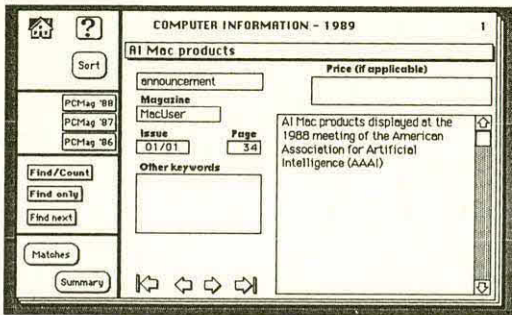 ?
Sort
PCMag '88
PCMag '87
PCMag '86
Find/Count
Find only
Find next
Matches
Summary
COMPUTER INFORMATION - 1989 1
AI Mac products
announcement
Magazine
MacUser
Issue Page
01/01 34
Other keywords
Price (if applicable)
AI Mac products displayed at the
1988 meeting of the American
Association for Artificial
Intelligence (AAAI)